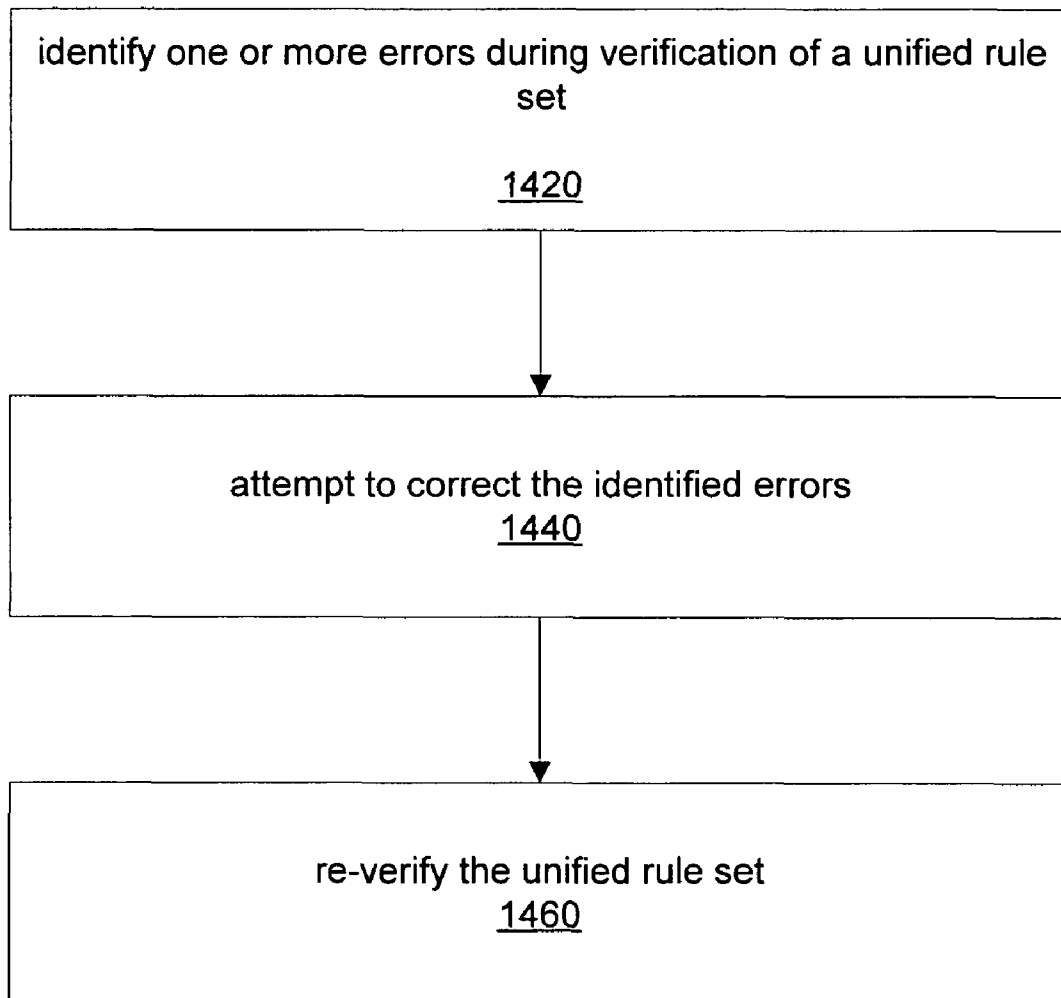 identify one or more errors during verification of a unified rule
set
1420
attempt to correct the identified errors
1440
re-verify the unified rule set
1460